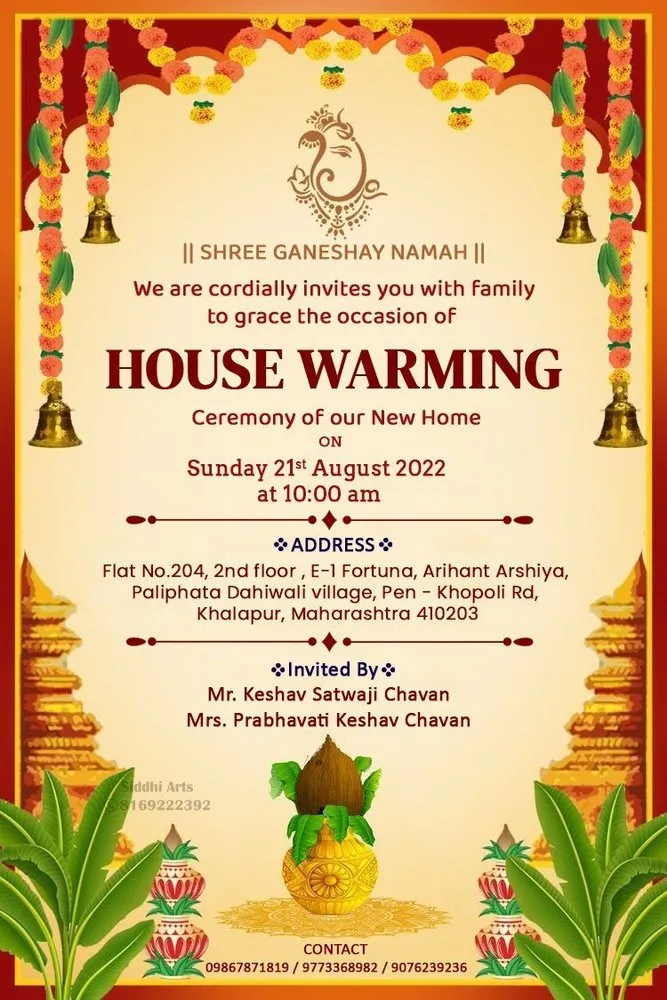 || SHREE GANESHAY NAMAH ||
We are cordially invites you with family
to grace the occasion of
HOUSE WARMING
Ceremony of our New Home
ON
Sunday 21st August 2022
at 10:00 am
ADDRESS
Flat No.204, 2nd floor , E-1 Fortuna, Arihant Arshiya,
Paliphata Dahiwali village, Pen - Khopoli Rd,
Khalapur, Maharashtra 410203
Invited By
Mr. Keshav Satwaji Chavan
Mrs. Prabhavati Keshav Chavan
Siddhi Arts
8169222392
CONTACT
09867871819 / 9773368982 / 9076239236